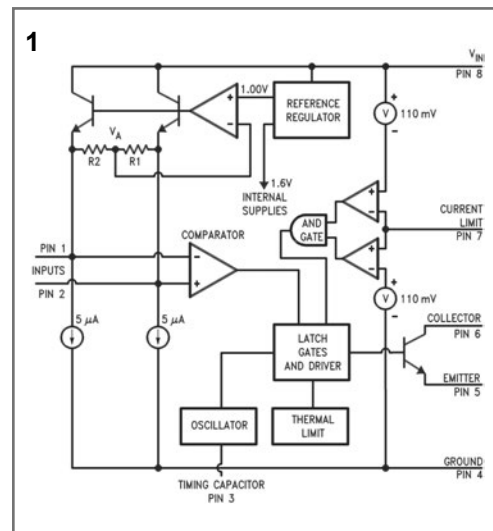 1
V_IN
PIN 8
1.00V
+
−
REFERENCE
REGULATOR
+
V
−
110 mV
V_A
R2
R1
1.6V
INTERNAL
SUPPLIES
+
−
CURRENT
LIMIT
PIN 7
AND
GATE
+
−
COMPARATOR
PIN 1
INPUTS
PIN 2
−
+
+
V
−
110 mV
5 µA
5 µA
COLLECTOR
PIN 6
LATCH
GATES
AND DRIVER
EMITTER
PIN 5
OSCILLATOR
THERMAL
LIMIT
GROUND
PIN 4
TIMING CAPACITOR
PIN 3